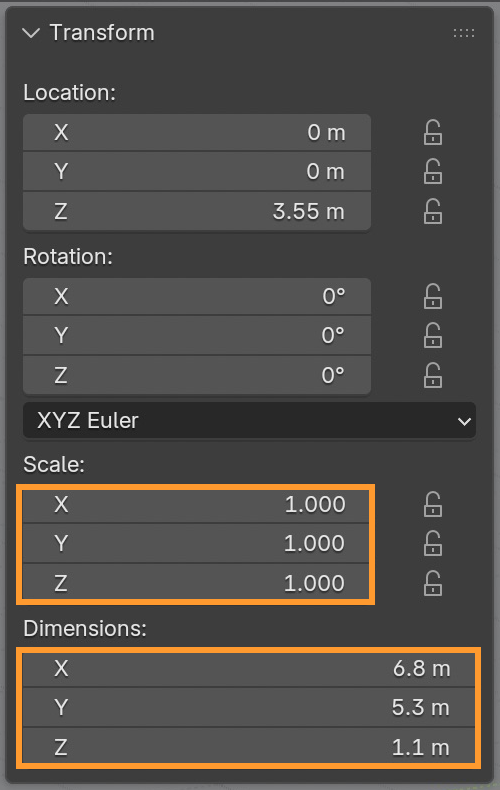 Transform
Location:
X 0 m
Y 0 m
Z 3.55 m
Rotation:
X 0°
Y 0°
Z 0°
XYZ Euler
Scale:
X 1.000
Y 1.000
Z 1.000
Dimensions:
X 6.8 m
Y 5.3 m
Z 1.1 m